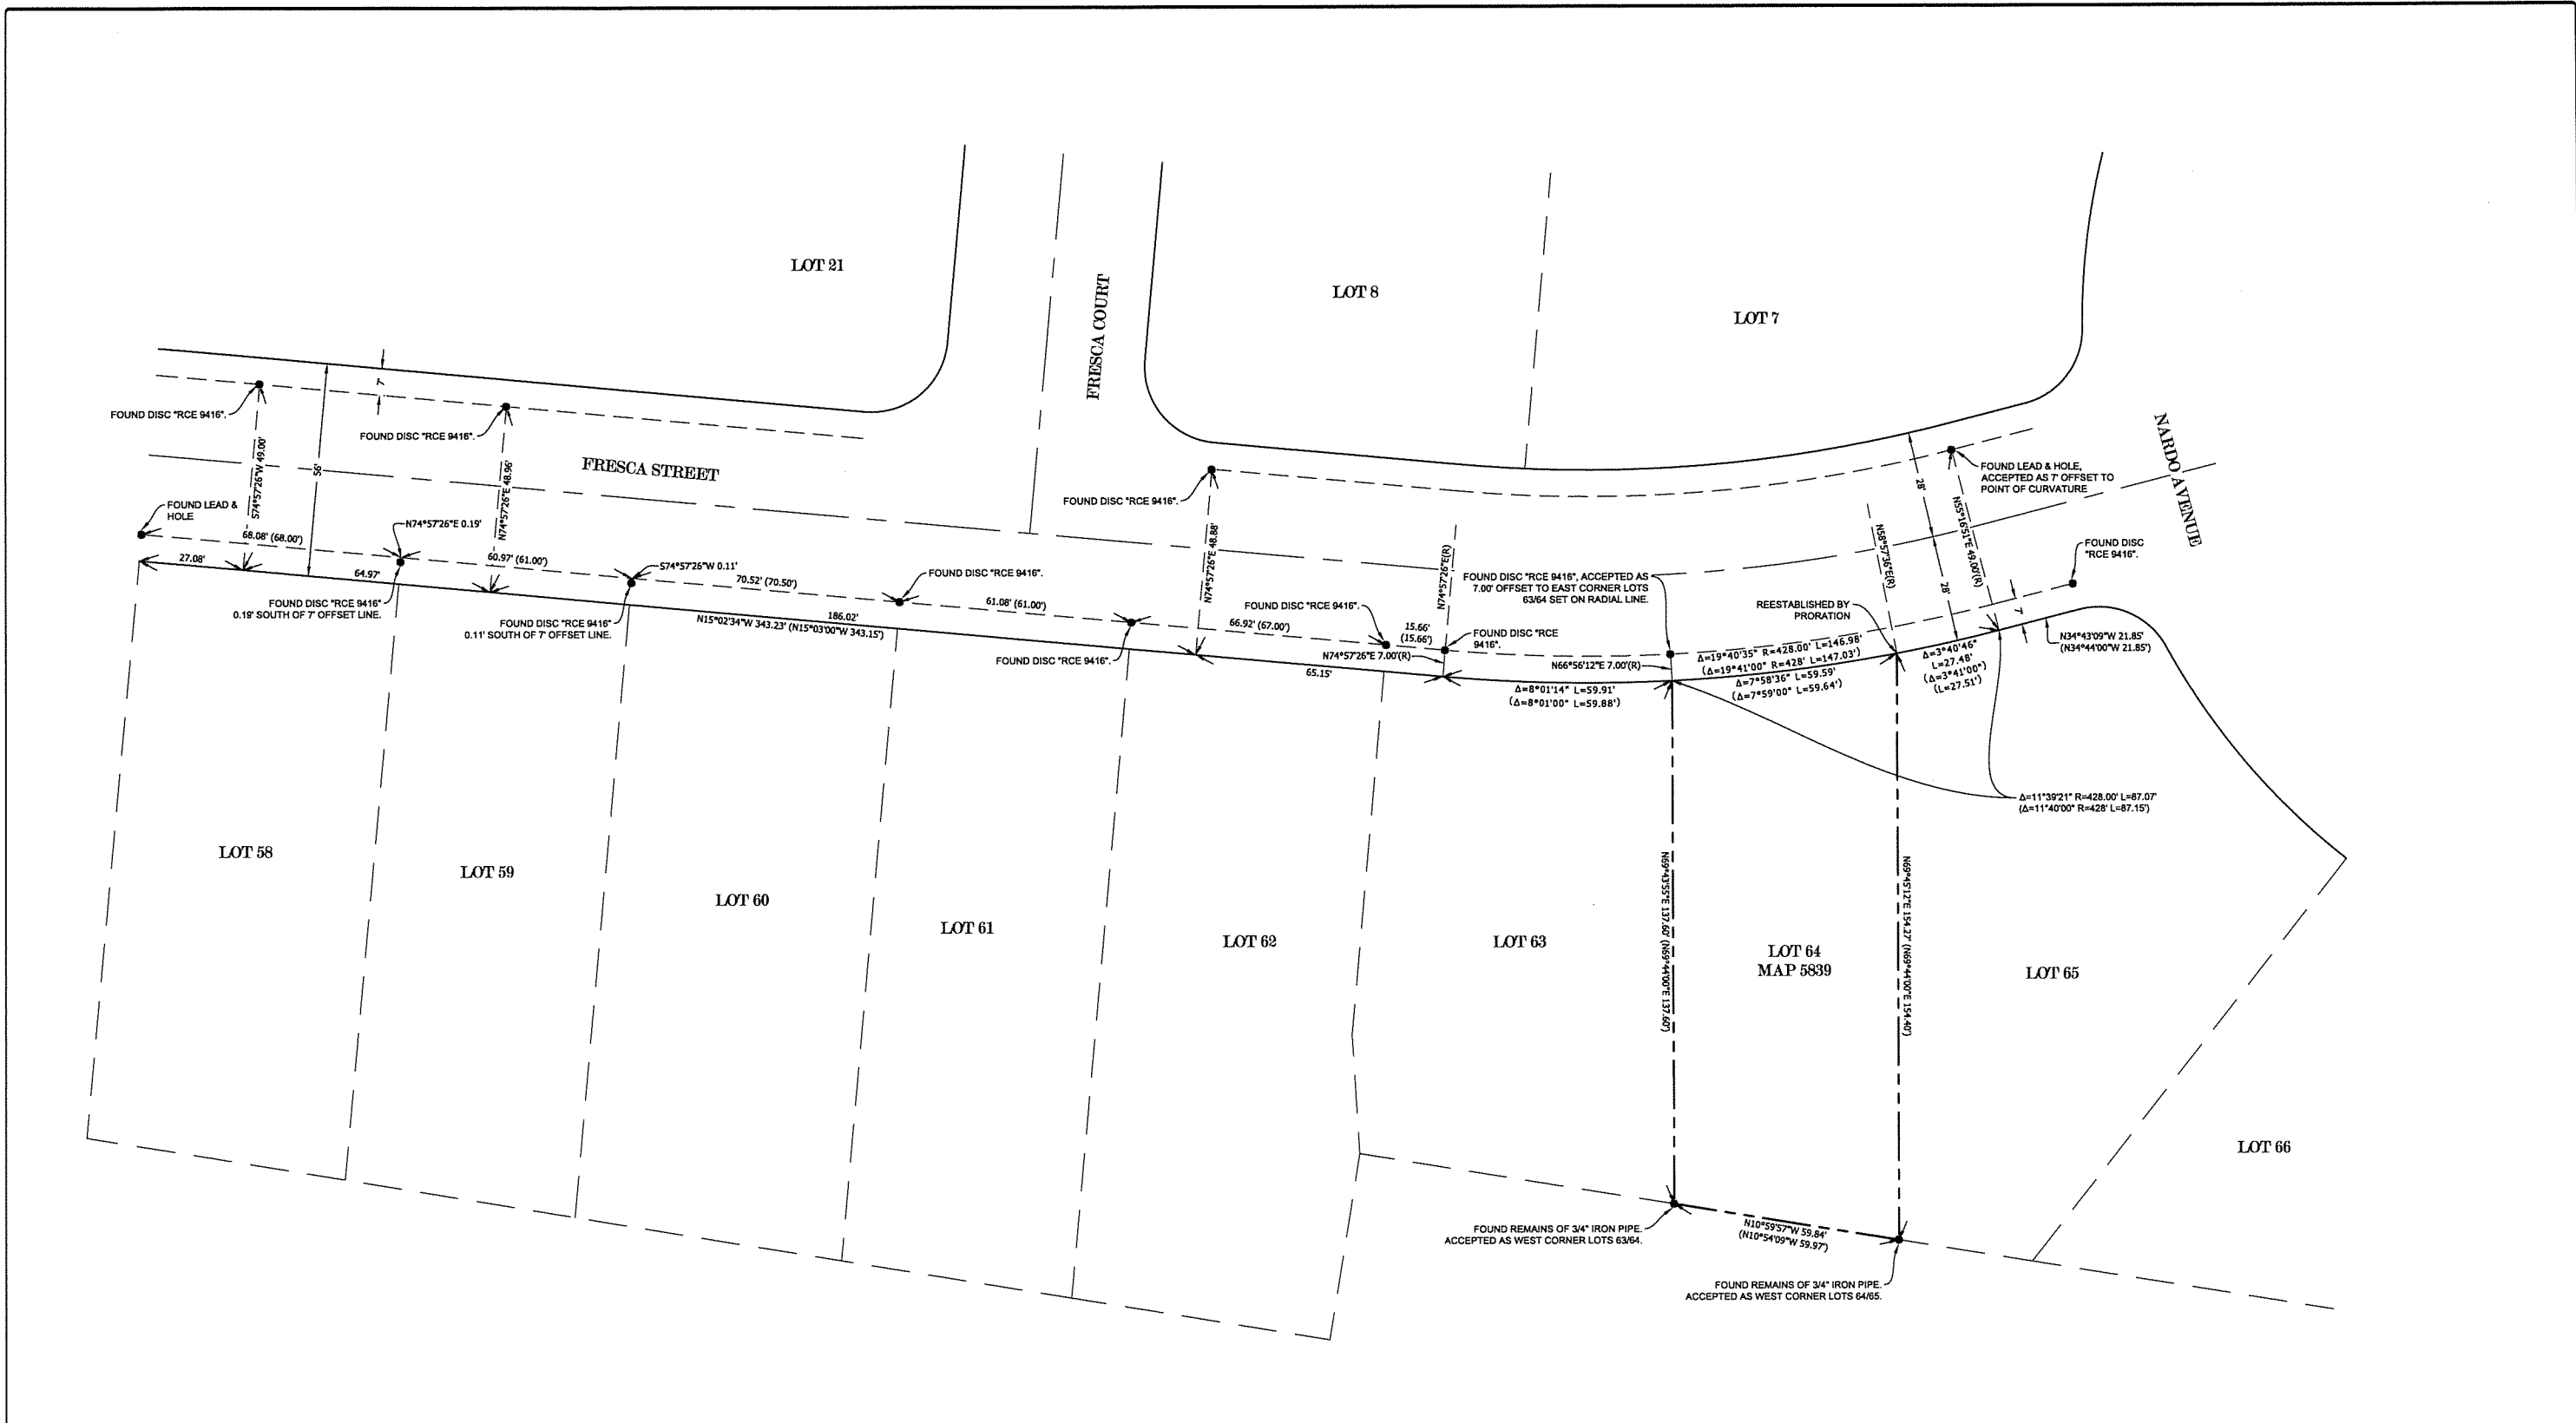 LOT 21
LOT 8
LOT 7
FRESCA COURT
NARDO AVENUE
FRESCA STREET
7'
56'
FOUND DISC "RCE 9416".
FOUND DISC "RCE 9416".
S74°57'26"W 49.00'
N74°57'26"E 48.96'
FOUND LEAD &
HOLE
68.08' (68.00')
27.08'
64.97'
N74°57'26"E 0.19'
60.97' (61.00')
S74°57'26"W 0.11'
70.52' (70.50')
FOUND DISC "RCE 9416".
61.08' (61.00')
FOUND DISC "RCE 9416"
0.19' SOUTH OF 7' OFFSET LINE.
FOUND DISC "RCE 9416"
0.11' SOUTH OF 7' OFFSET LINE.
186.02'
N15°02'34"W 343.23' (N15°03'00"W 343.15')
FOUND DISC "RCE 9416".
FOUND DISC "RCE 9416".
N74°57'26"E 48.88'
66.92' (67.00')
FOUND DISC "RCE 9416".
65.15'
15.66'
(15.66')
N74°57'26"E(R)
N74°57'26"E 7.00'(R)
FOUND DISC "RCE
9416".
FOUND DISC "RCE 9416", ACCEPTED AS
7.00' OFFSET TO EAST CORNER LOTS
63/64 SET ON RADIAL LINE.
N66°56'12"E 7.00'(R)
REESTABLISHED BY
PRORATION
N58°57'36"E(R)
N55°16'51"E 49.00'(R)
28'
28'
7'
FOUND LEAD & HOLE,
ACCEPTED AS 7' OFFSET TO
POINT OF CURVATURE
FOUND DISC
"RCE 9416".
Δ=8°01'14" L=59.91'
(Δ=8°01'00" L=59.88')
Δ=19°40'35" R=428.00' L=146.98'
(Δ=19°41'00" R=428' L=147.03')
Δ=7°58'36" L=59.59'
(Δ=7°59'00" L=59.64')
Δ=3°40'46"
L=27.48'
(Δ=3°41'00")
(L=27.51')
N34°43'09"W 21.85'
(N34°44'00"W 21.85')
Δ=11°39'21" R=428.00' L=87.07'
(Δ=11°40'00" R=428' L=87.15')
LOT 58
LOT 59
LOT 60
LOT 61
LOT 62
LOT 63
LOT 64
MAP 5839
LOT 65
LOT 66
N69°43'55"E 137.60' (N69°44'00"E 137.60')
N69°45'12"E 154.27' (N69°44'00"E 154.40')
N10°59'57"W 59.84'
(N10°54'09"W 59.97')
FOUND REMAINS OF 3/4" IRON PIPE.
ACCEPTED AS WEST CORNER LOTS 63/64.
FOUND REMAINS OF 3/4" IRON PIPE.
ACCEPTED AS WEST CORNER LOTS 64/65.